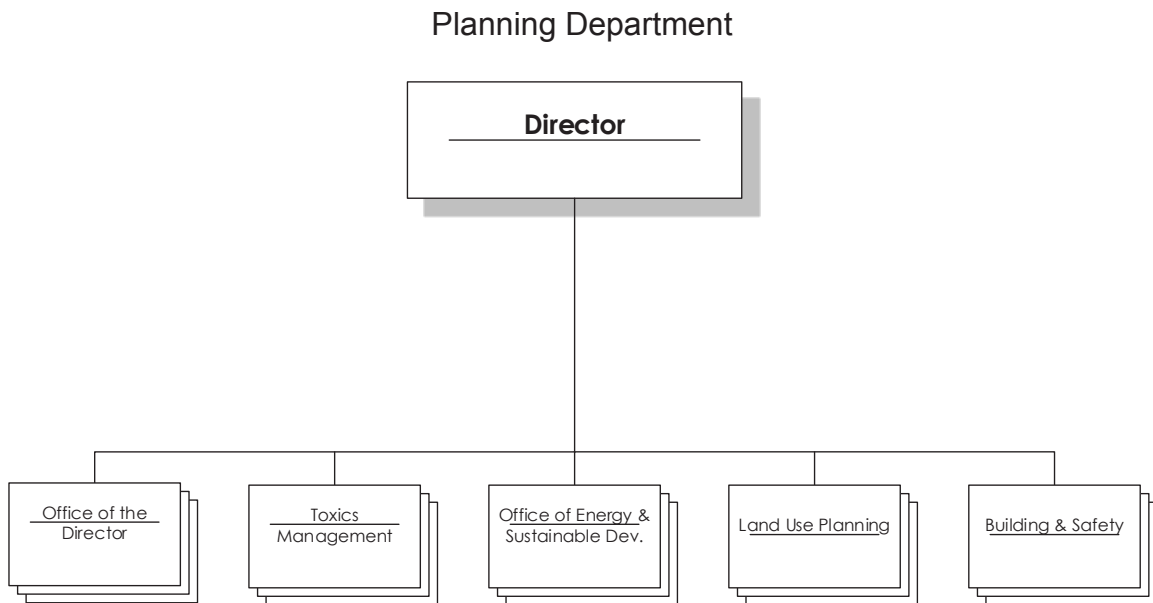 Planning Department
Director
Office of the
Director
Toxics
Management
Office of Energy &
Sustainable Dev.
Land Use Planning
Building & Safety